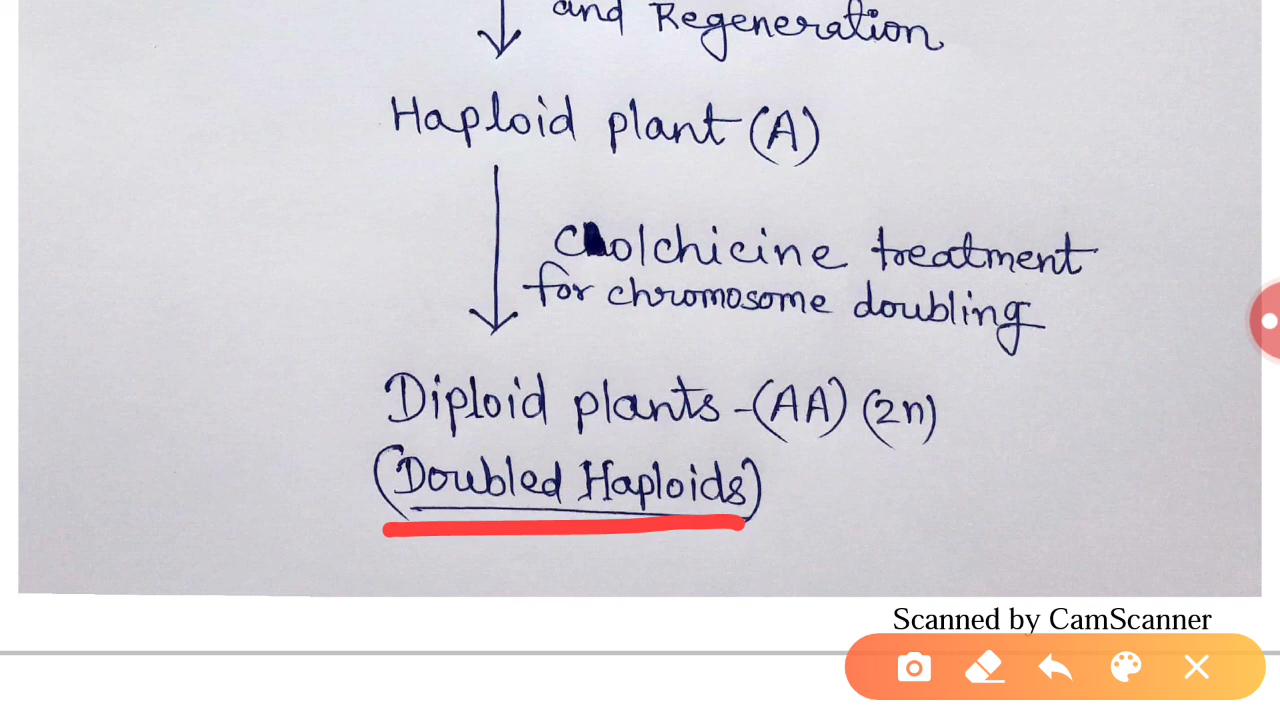 and Regeneration
Haploid plant (A)
Colchicine treatment
for chromosome doubling
Diploid plants - (AA) (2n)
(Doubled Haploids)
Scanned by CamScanner